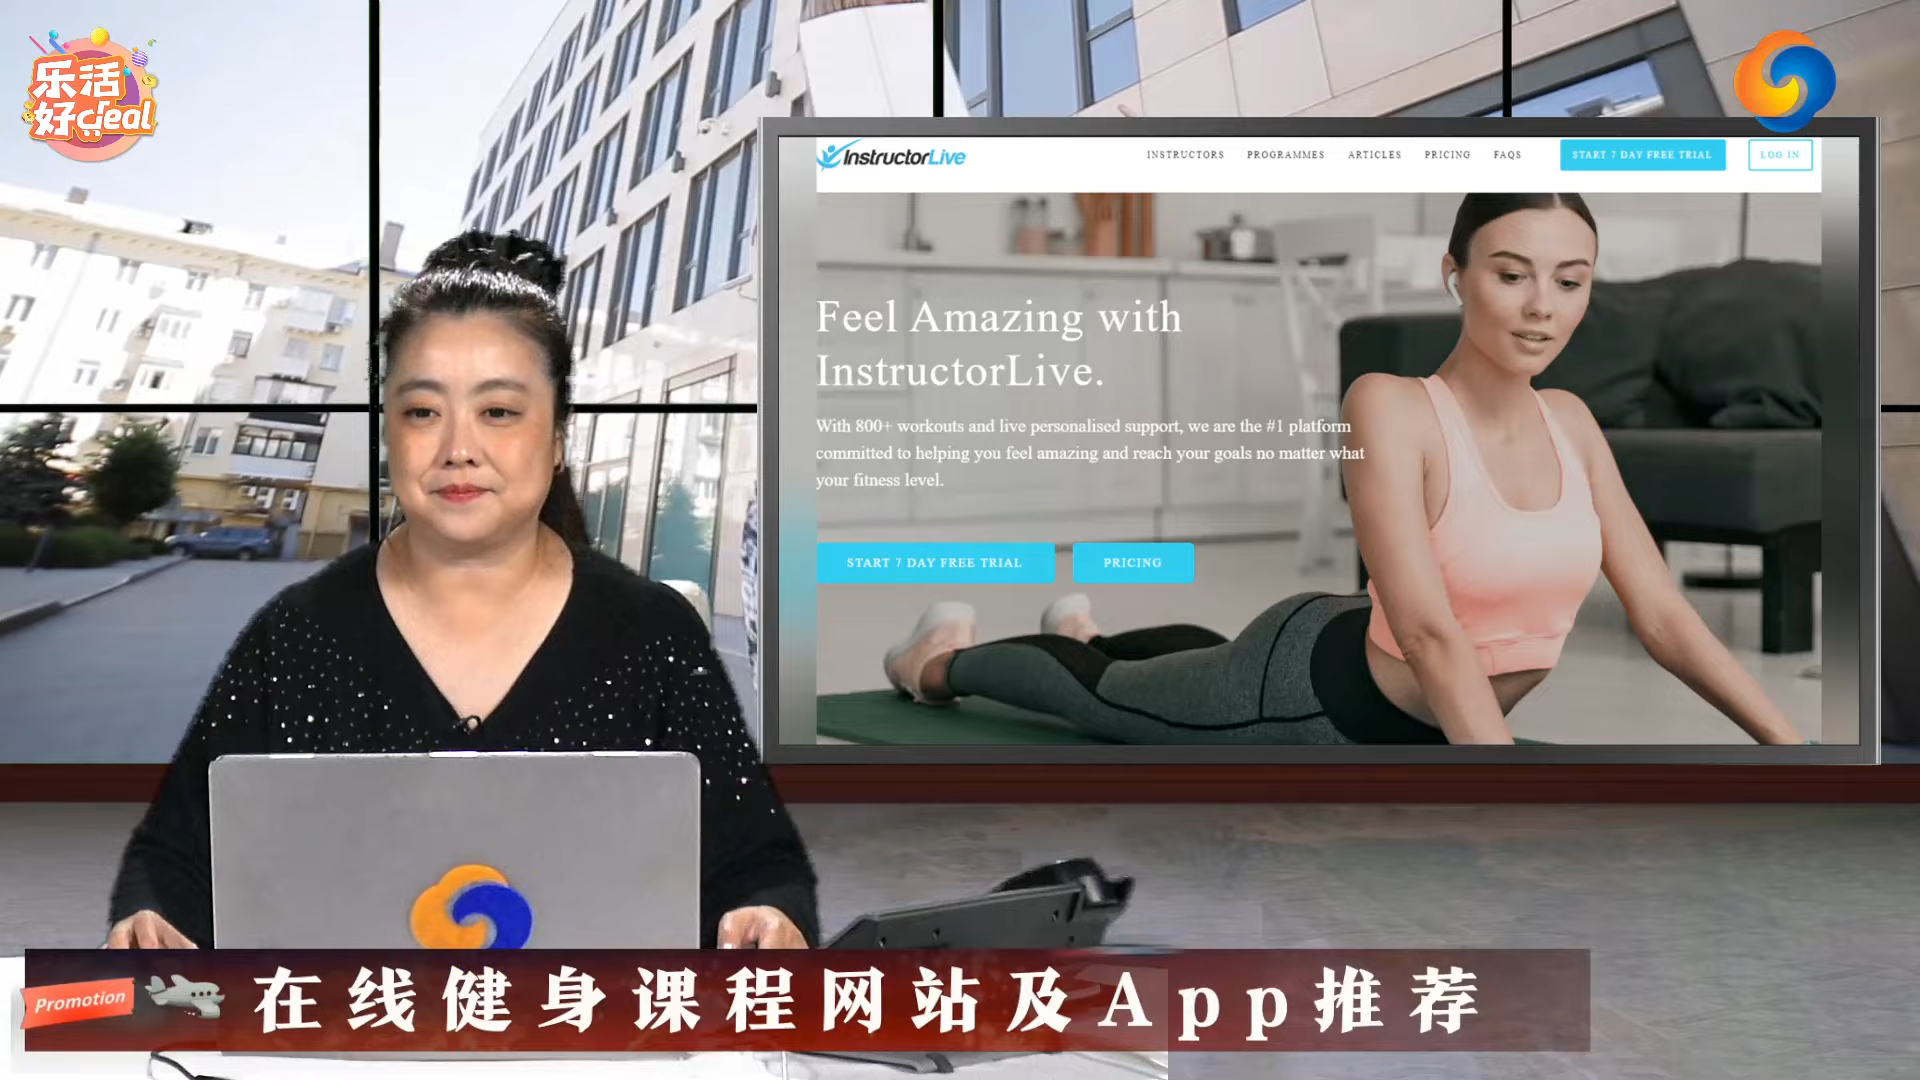 乐活
好deal
InstructorLive
INSTRUCTORS PROGRAMMES ARTICLES PRICING FAQS START 7 DAY FREE TRIAL LOG IN
Feel Amazing with
InstructorLive.
With 800+ workouts and live personalised support, we are the #1 platform
committed to helping you feel amazing and reach your goals no matter what
your fitness level.
START 7 DAY FREE TRIAL PRICING
Promotion
在线健身课程网站及App推荐